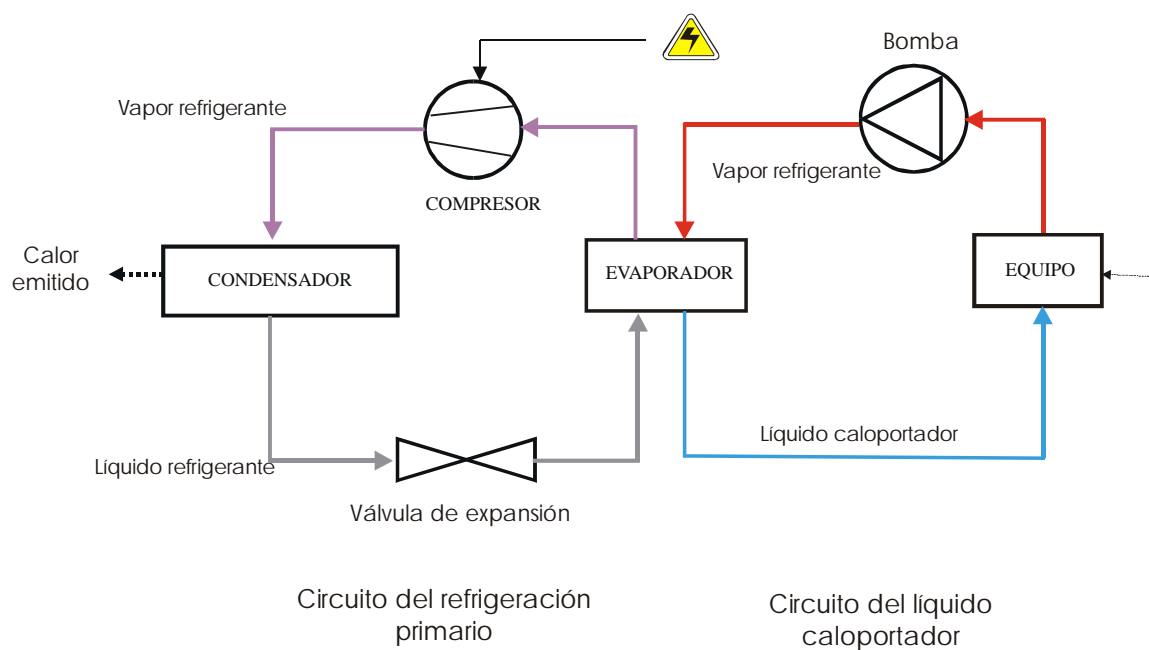 Bomba
Vapor refrigerante
Vapor refrigerante
COMPRESOR
Calor
emitido
CONDENSADOR
EVAPORADOR
EQUIPO
Líquido refrigerante
Líquido caloportador
Válvula de expansión
Circuito del refrigeración
primario
Circuito del líquido
caloportador